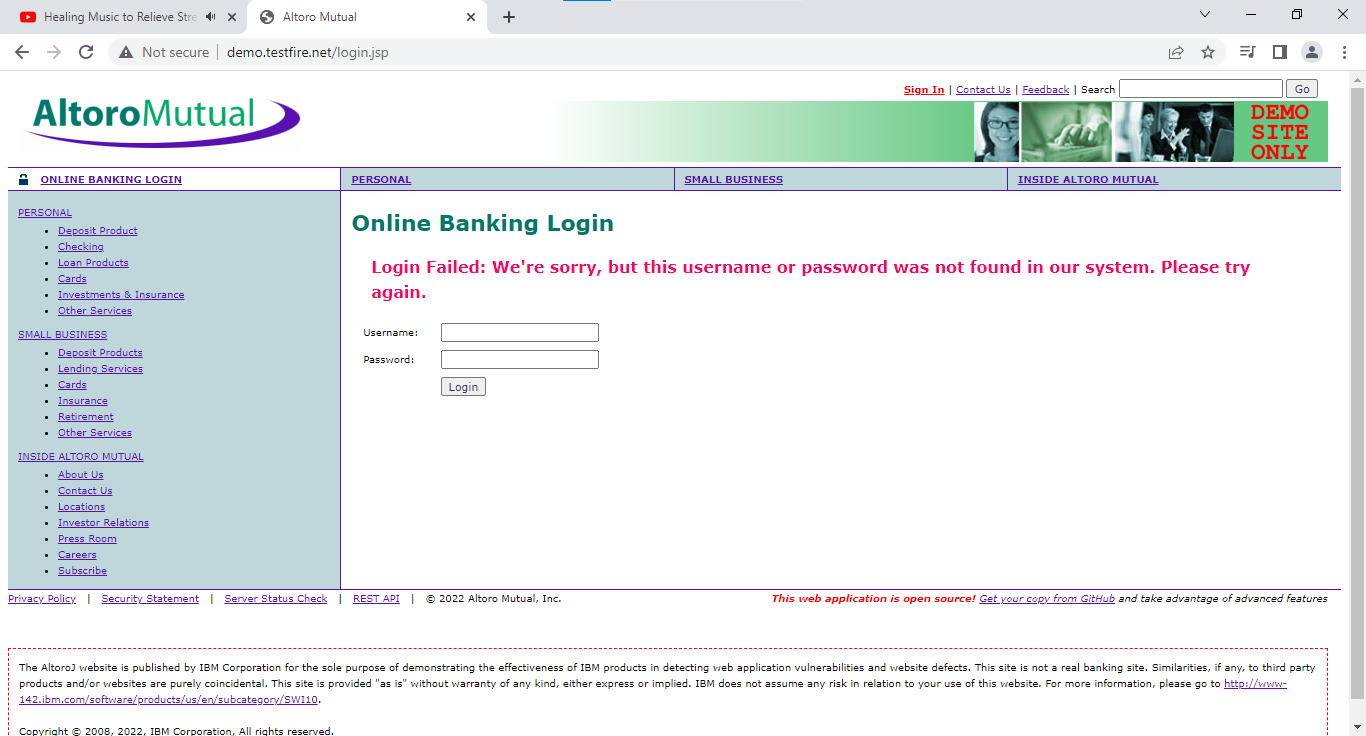 Healing Music to Relieve Stre
Altoro Mutual
Not secure | demo.testfire.net/login.jsp
Sign In | Contact Us | Feedback | Search Go
AltoroMutual
DEMO
SITE
ONLY
ONLINE BANKING LOGIN PERSONAL SMALL BUSINESS INSIDE ALTORO MUTUAL
PERSONAL
Deposit Product
Checking
Loan Products
Cards
Investments & Insurance
Other Services
SMALL BUSINESS
Deposit Products
Lending Services
Cards
Insurance
Retirement
Other Services
INSIDE ALTORO MUTUAL
About Us
Contact Us
Locations
Investor Relations
Press Room
Careers
Subscribe
Online Banking Login
Login Failed: We're sorry, but this username or password was not found in our system. Please try
again.
Username:
Password:
Login
Privacy Policy | Security Statement | Server Status Check | REST API | © 2022 Altoro Mutual, Inc.
This web application is open source! Get your copy from GitHub and take advantage of advanced features
The AltoroJ website is published by IBM Corporation for the sole purpose of demonstrating the effectiveness of IBM products in detecting web application vulnerabilities and website defects. This site is not a real banking site. Similarities, if any, to third party
products and/or websites are purely coincidental. This site is provided "as is" without warranty of any kind, either express or implied. IBM does not assume any risk in relation to your use of this website. For more information, please go to http://www-
142.ibm.com/software/products/us/en/subcategory/SWI10.
Copyright © 2008, 2022, IBM Corporation, All rights reserved.